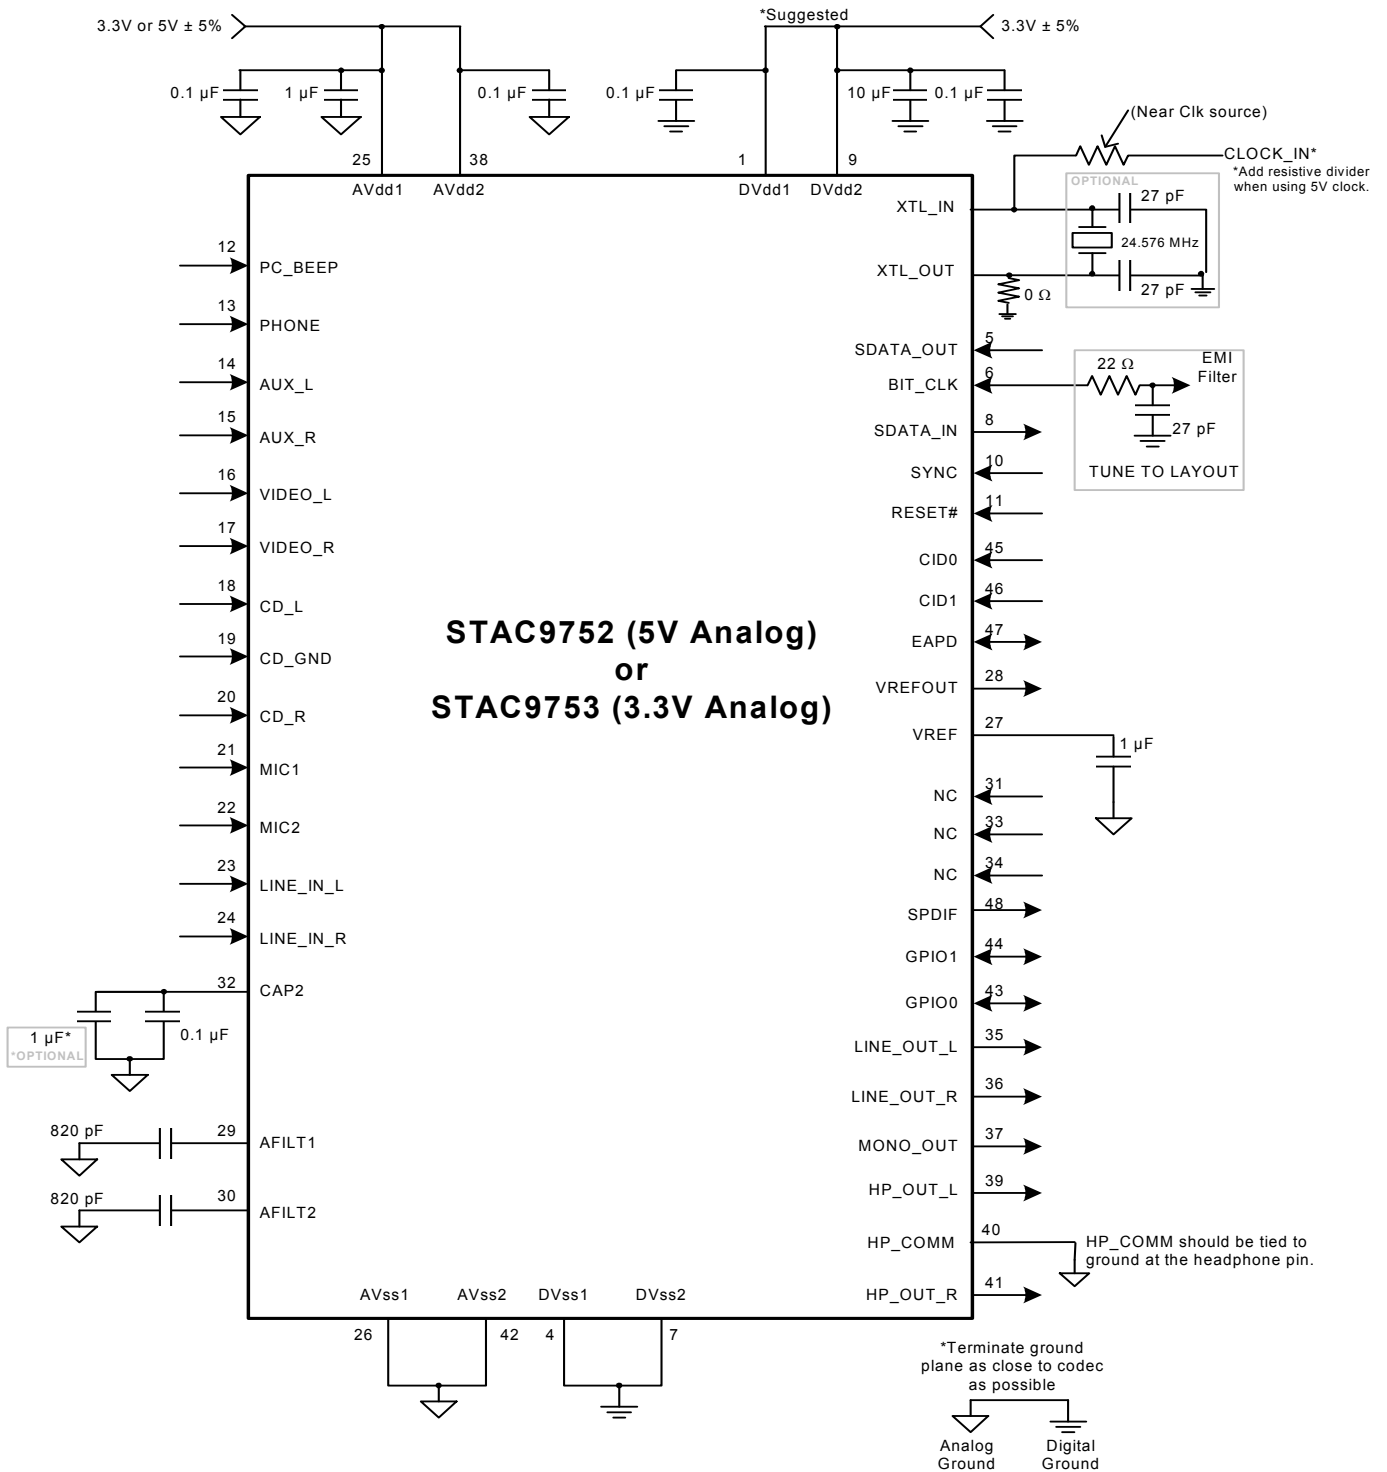 3.3V or 5V ± 5%
*Suggested
3.3V ± 5%
0.1 µF
1 µF
0.1 µF
0.1 µF
10 µF
0.1 µF
(Near Clk source)
CLOCK_IN*
*Add resistive divider
when using 5V clock.
25
38
1
9
AVdd1
AVdd2
DVdd1
DVdd2
OPTIONAL
XTL_IN
27 pF
24.576 MHz
XTL_OUT
27 pF
0 Ω
12
PC_BEEP
13
PHONE
14
AUX_L
15
AUX_R
16
VIDEO_L
17
VIDEO_R
18
CD_L
19
CD_GND
20
CD_R
21
MIC1
22
MIC2
23
LINE_IN_L
24
LINE_IN_R
32
CAP2
1 µF*
*OPTIONAL
0.1 µF
820 pF
29
AFILT1
820 pF
30
AFILT2
STAC9752 (5V Analog)
or
STAC9753 (3.3V Analog)
SDATA_OUT
5
BIT_CLK
6
22 Ω
EMI
Filter
27 pF
TUNE TO LAYOUT
SDATA_IN
8
SYNC
10
RESET#
11
CID0
45
CID1
46
EAPD
47
VREFOUT
28
VREF
27
1 µF
NC
31
NC
33
NC
34
SPDIF
48
GPIO1
44
GPIO0
43
LINE_OUT_L
35
LINE_OUT_R
36
MONO_OUT
37
HP_OUT_L
39
HP_COMM
40
HP_COMM should be tied to
ground at the headphone pin.
HP_OUT_R
41
AVss1
AVss2
DVss1
DVss2
26
42
4
7
*Terminate ground
plane as close to codec
as possible
Analog
Ground
Digital
Ground